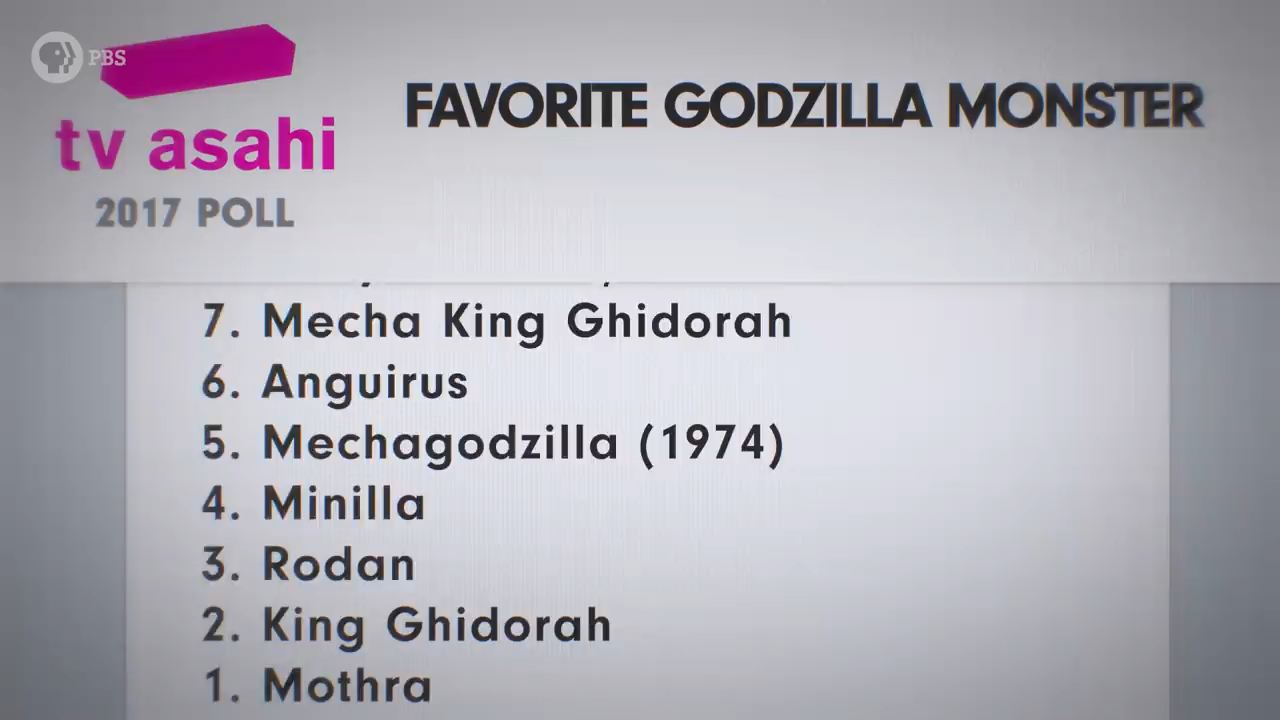 PBS
tv asahi
2017 POLL
FAVORITE GODZILLA MONSTER
7. Mecha King Ghidorah
6. Anguirus
5. Mechagodzilla (1974)
4. Minilla
3. Rodan
2. King Ghidorah
1. Mothra